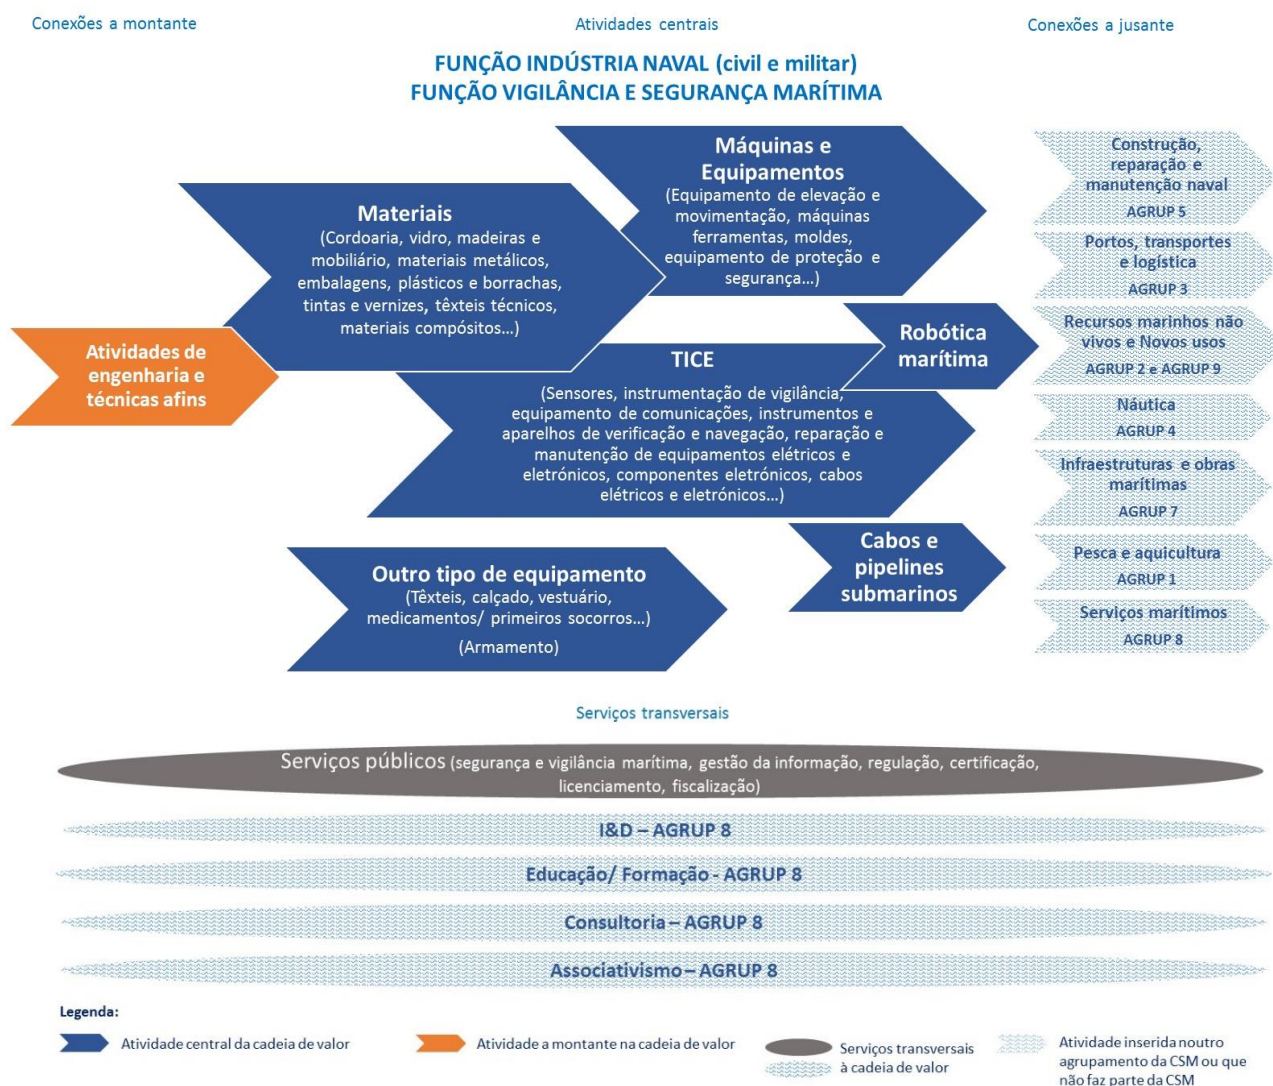 Conexões a montante
Atividades centrais
Conexões a jusante
FUNÇÃO INDÚSTRIA NAVAL (civil e militar)
FUNÇÃO VIGILÂNCIA E SEGURANÇA MARÍTIMA
Atividades de
engenharia e
técnicas afins
Materiais
(Cordoaria, vidro, madeiras e
mobiliário, materiais metálicos,
embalagens, plásticos e borrachas,
tintas e vernizes, têxteis técnicos,
materiais compósitos...)
Máquinas e
Equipamentos
(Equipamento de elevação e
movimentação, máquinas
ferramentas, moldes,
equipamento de proteção e
segurança...)
Robótica
marítima
TICE
(Sensores, instrumentação de vigilância,
equipamento de comunicações, instrumentos e
aparelhos de verificação e navegação, reparação e
manutenção de equipamentos elétricos e
eletrónicos, componentes eletrónicos, cabos
elétricos e eletrónicos...)
Outro tipo de equipamento
(Têxteis, calçado, vestuário,
medicamentos/ primeiros socorros...)
(Armamento)
Cabos e
pipelines
submarinos
Construção,
reparação e
manutenção naval
AGRUP 5
Portos, transportes
e logística
AGRUP 3
Recursos marinhos não
vivos e Novos usos
AGRUP 2 e AGRUP 9
Náutica
AGRUP 4
Infraestruturas e obras
marítimas
AGRUP 7
Pesca e aquicultura
AGRUP 1
Serviços marítimos
AGRUP 8
Serviços transversais
Serviços públicos (segurança e vigilância marítima, gestão da informação, regulação, certificação,
licenciamento, fiscalização)
I&D – AGRUP 8
Educação/ Formação - AGRUP 8
Consultoria – AGRUP 8
Associativismo – AGRUP 8
Legenda:
Atividade central da cadeia de valor
Atividade a montante na cadeia de valor
Serviços transversais
à cadeia de valor
Atividade inserida noutro
agrupamento da CSM ou que
não faz parte da CSM